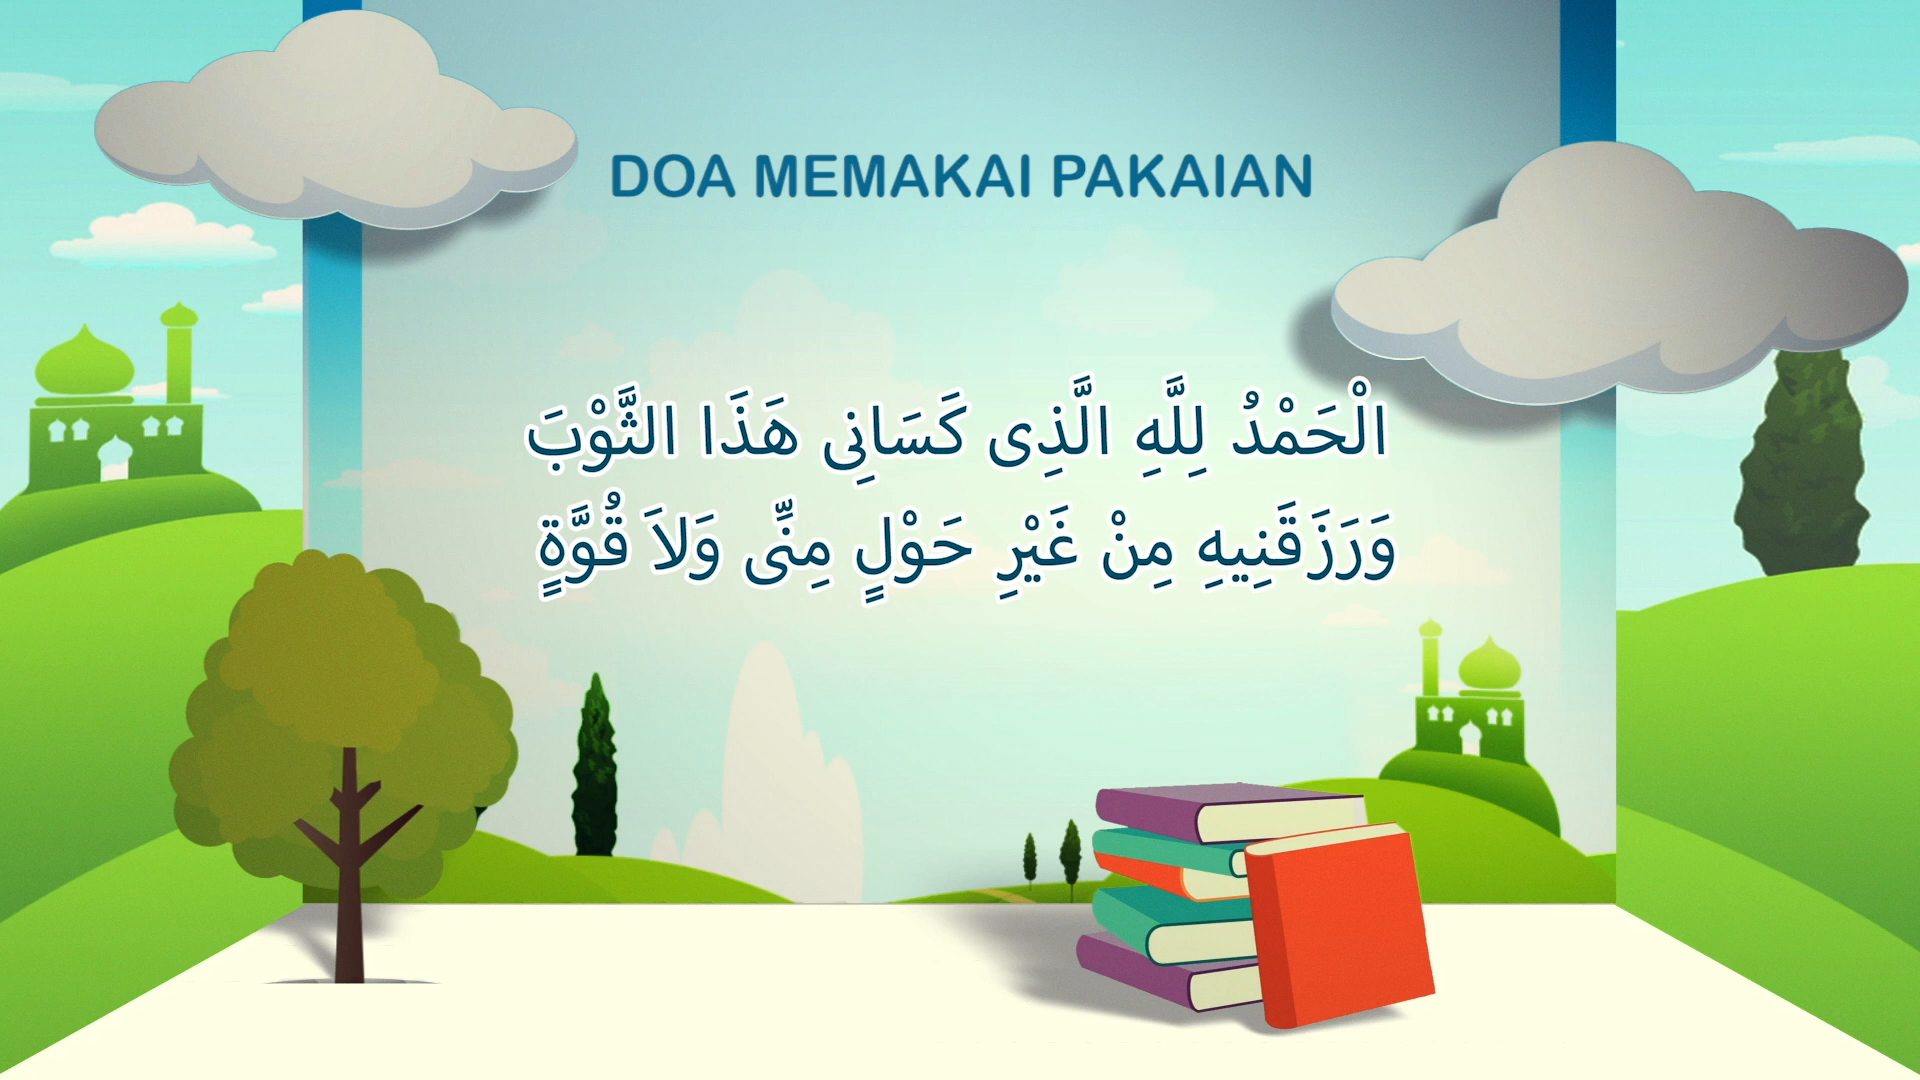 DOA MEMAKAI PAKAIAN
الْحَمْدُ لِلَّهِ الَّذِى كَسَانِى هَذَا الثَّوْبَ
وَرَزَقَنِيهِ مِنْ غَيْرِ حَوْلٍ مِنِّى وَلاَ قُوَّةٍ